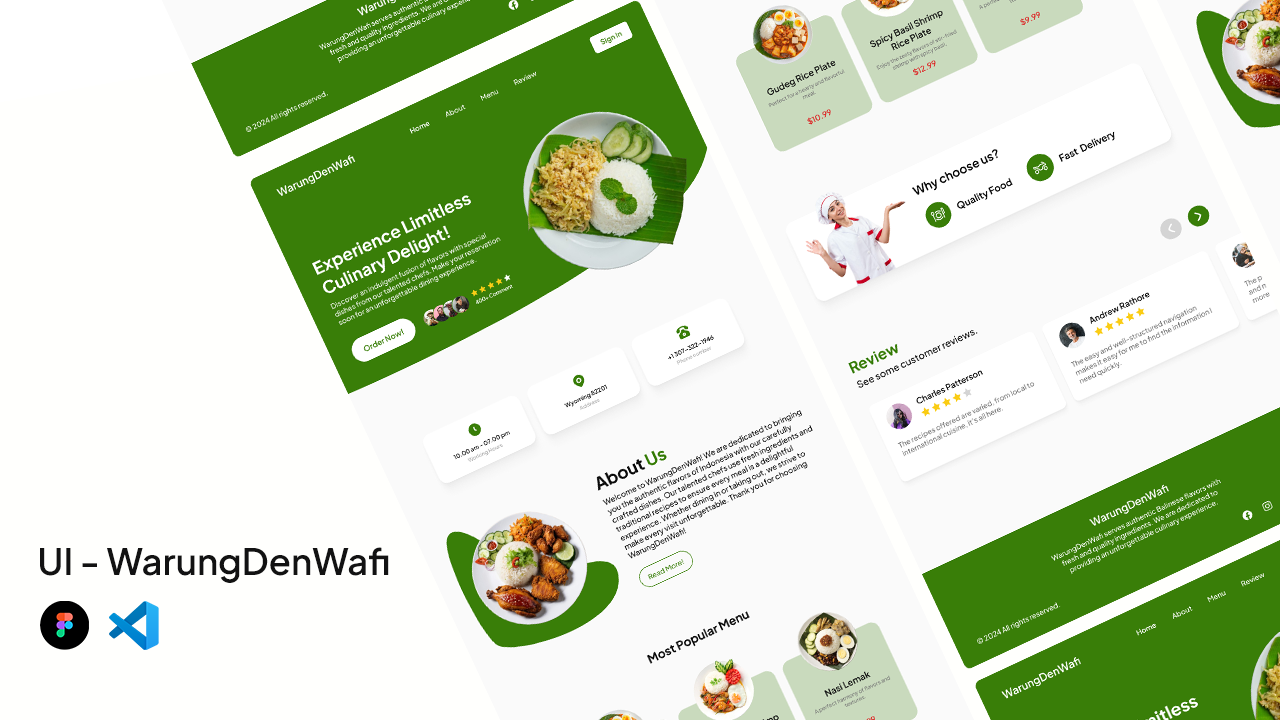 WarungDenWafi
WarungDenWafi serves authentic
fresh and quality ingredients. We are
providing an unforgettable culinary
© 2024 All rights reserved.
Sign In
WarungDenWafi
Home
About
Menu
Review
Experience Limitless
Culinary Delight!
Discover an indulgent fusion of flavors with special
dishes from our talented chefs. Make your reservation
soon for an unforgettable dining experience.
Order Now!
400+ Comment
10.00 am - 07.00 pm
Working Hours
Wyoming 82201
Address
+1 307-322-1946
Phone number
About Us
Welcome to WarungDenWafi! We are dedicated to bringing
you the authentic flavors of Indonesia with our carefully
crafted dishes. Our talented chefs use fresh ingredients and
traditional recipes to ensure every meal is a delightful
experience. Whether dining in or taking out, we strive to
make every visit unforgettable. Thank you for choosing
WarungDenWafi!
Read More!
Most Popular Menu
Nasi Lemak
A perfect harmony of flavors and
textures.
Gudeg Rice Plate
Perfect for a hearty and flavorful
meal.
$10.99
Spicy Basil Shrimp
Rice Plate
Enjoy the zesty flavors of stir-fried
shrimp with spicy basil.
$12.99
$9.99
Why choose us?
Quality Food
Fast Delivery
Review
See some customer reviews.
Charles Patterson
The recipes offered are varied, from local to
international cuisine, it's all here.
Andrew Rathore
The easy and well-structured navigation
makes it easy for me to find the information I
need quickly.
and
more
WarungDenWafi
WarungDenWafi serves authentic Balinese flavors with
fresh and quality ingredients. We are dedicated to
providing an unforgettable culinary experience.
© 2024 All rights reserved.
WarungDenWafi
Home
About
Menu
Review
UI - WarungDenWafi